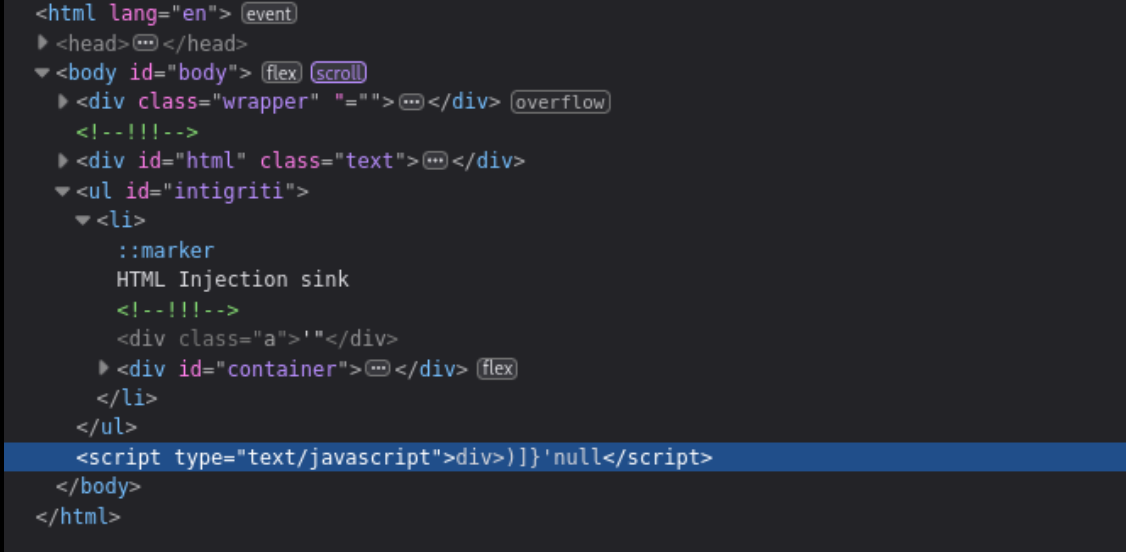 <html lang="en"> event
<head>...</head>
<body id="body"> flex scroll
<div class="wrapper" "=""> ... </div> overflow
<!--!!!-->
<div id="html" class="text"> ... </div>
<ul id="intigriti">
<li>
::marker
HTML Injection sink
<!--!!!-->
<div class="a">'"</div>
<div id="container"> ... </div> flex
</li>
</ul>
<script type="text/javascript">div>)]}'null</script>
</body>
</html>